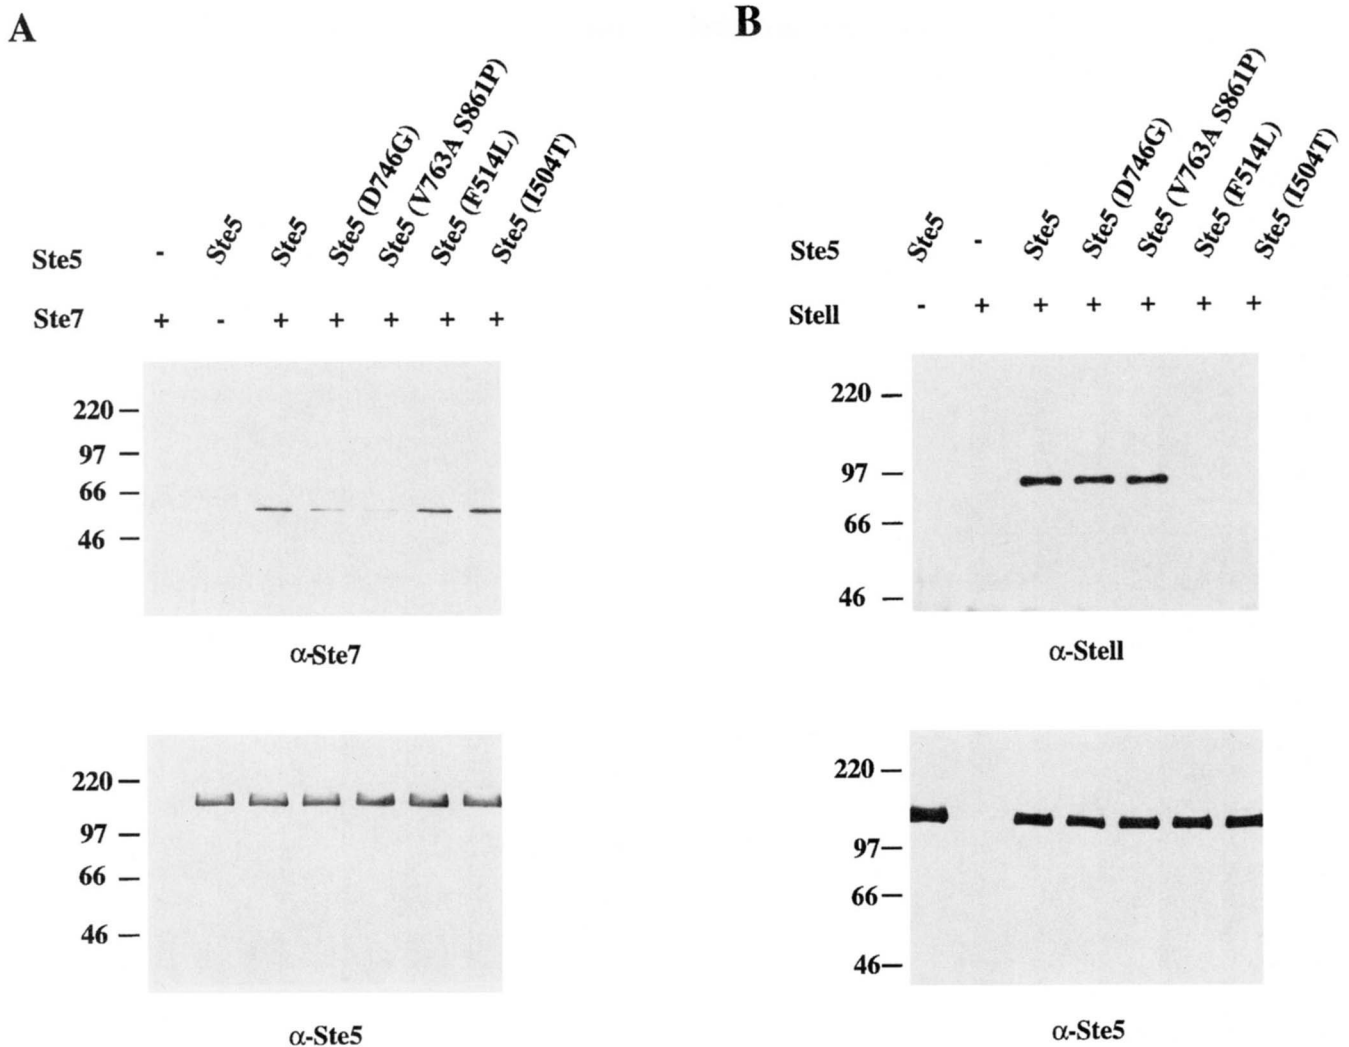 A
Ste5 - Ste5 Ste5 Ste5 (D746G) Ste5 (V763A S861P) Ste5 (F514L) Ste5 (I504T)
Ste7 + - + + + + +
220
97
66
46
α-Ste7
220
97
66
46
α-Ste5
B
Ste5 Ste5 - Ste5 Ste5 (D746G) Ste5 (V763A S861P) Ste5 (F514L) Ste5 (I504T)
Stell - + + + + + +
220
97
66
46
α-Stell
220
97
66
46
α-Ste5